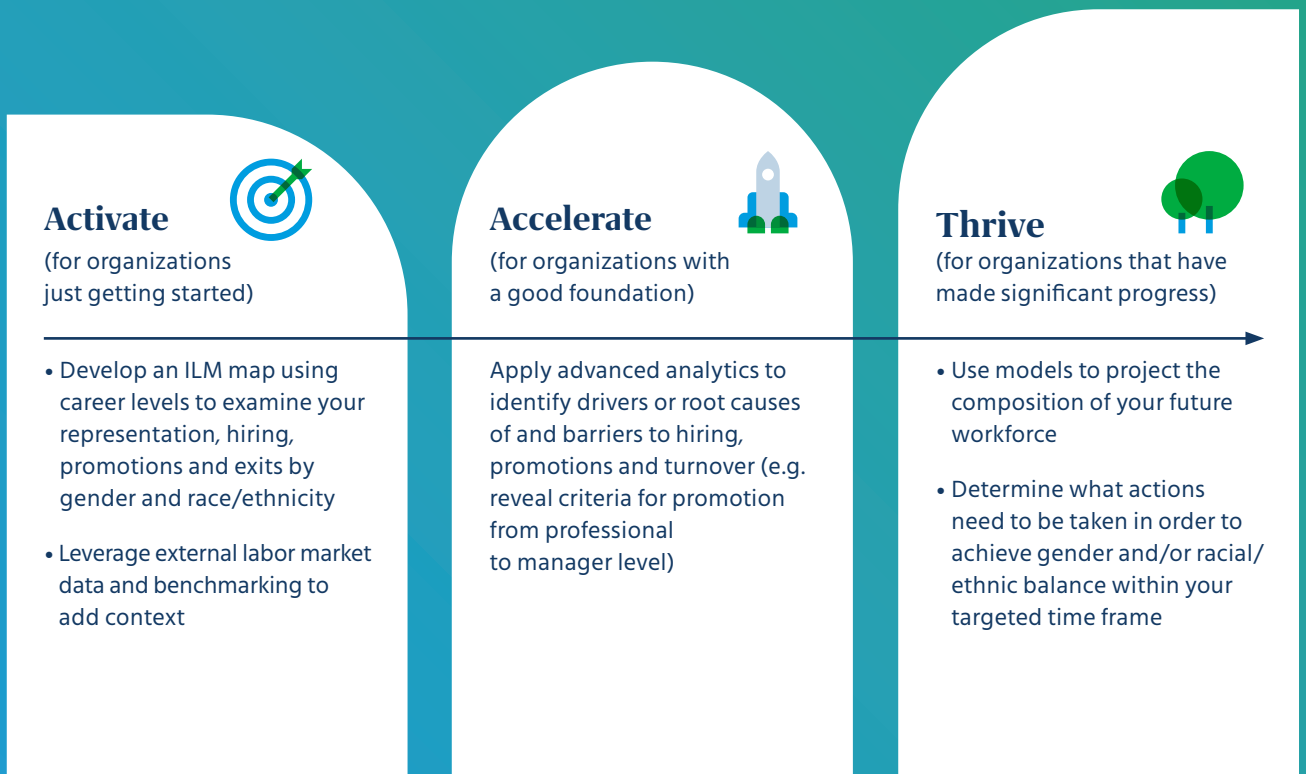 Activate
(for organizations
just getting started)
• Develop an ILM map using
career levels to examine your
representation, hiring,
promotions and exits by
gender and race/ethnicity
• Leverage external labor market
data and benchmarking to
add context
Accelerate
(for organizations with
a good foundation)
Apply advanced analytics to
identify drivers or root causes
of and barriers to hiring,
promotions and turnover (e.g.
reveal criteria for promotion
from professional
to manager level)
Thrive
(for organizations that have
made significant progress)
• Use models to project the
composition of your future
workforce
• Determine what actions
need to be taken in order to
achieve gender and/or racial/
ethnic balance within your
targeted time frame